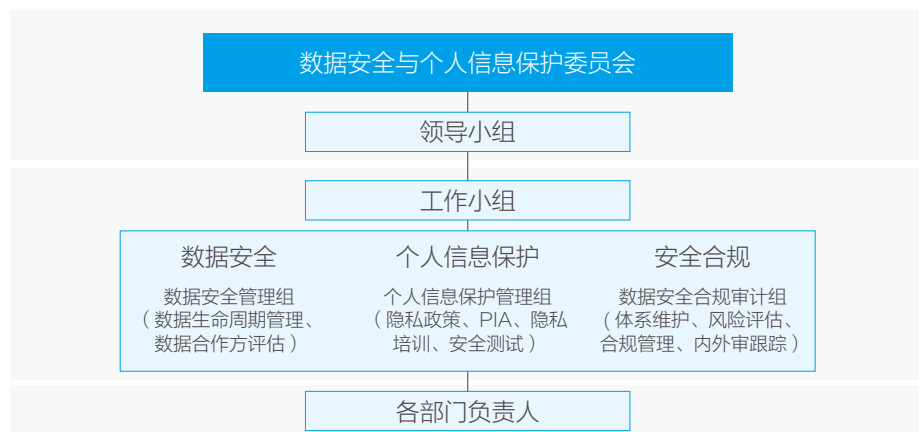 数据安全与个人信息保护委员会
领导小组
工作小组
数据安全
数据安全管理组
（数据生命周期管理、
数据合作方评估）
个人信息保护
个人信息保护管理组
（隐私政策、PIA、隐私
培训、安全测试）
安全合规
数据安全合规审计组
（体系维护、风险评估、
合规管理、内外审跟踪）
各部门负责人